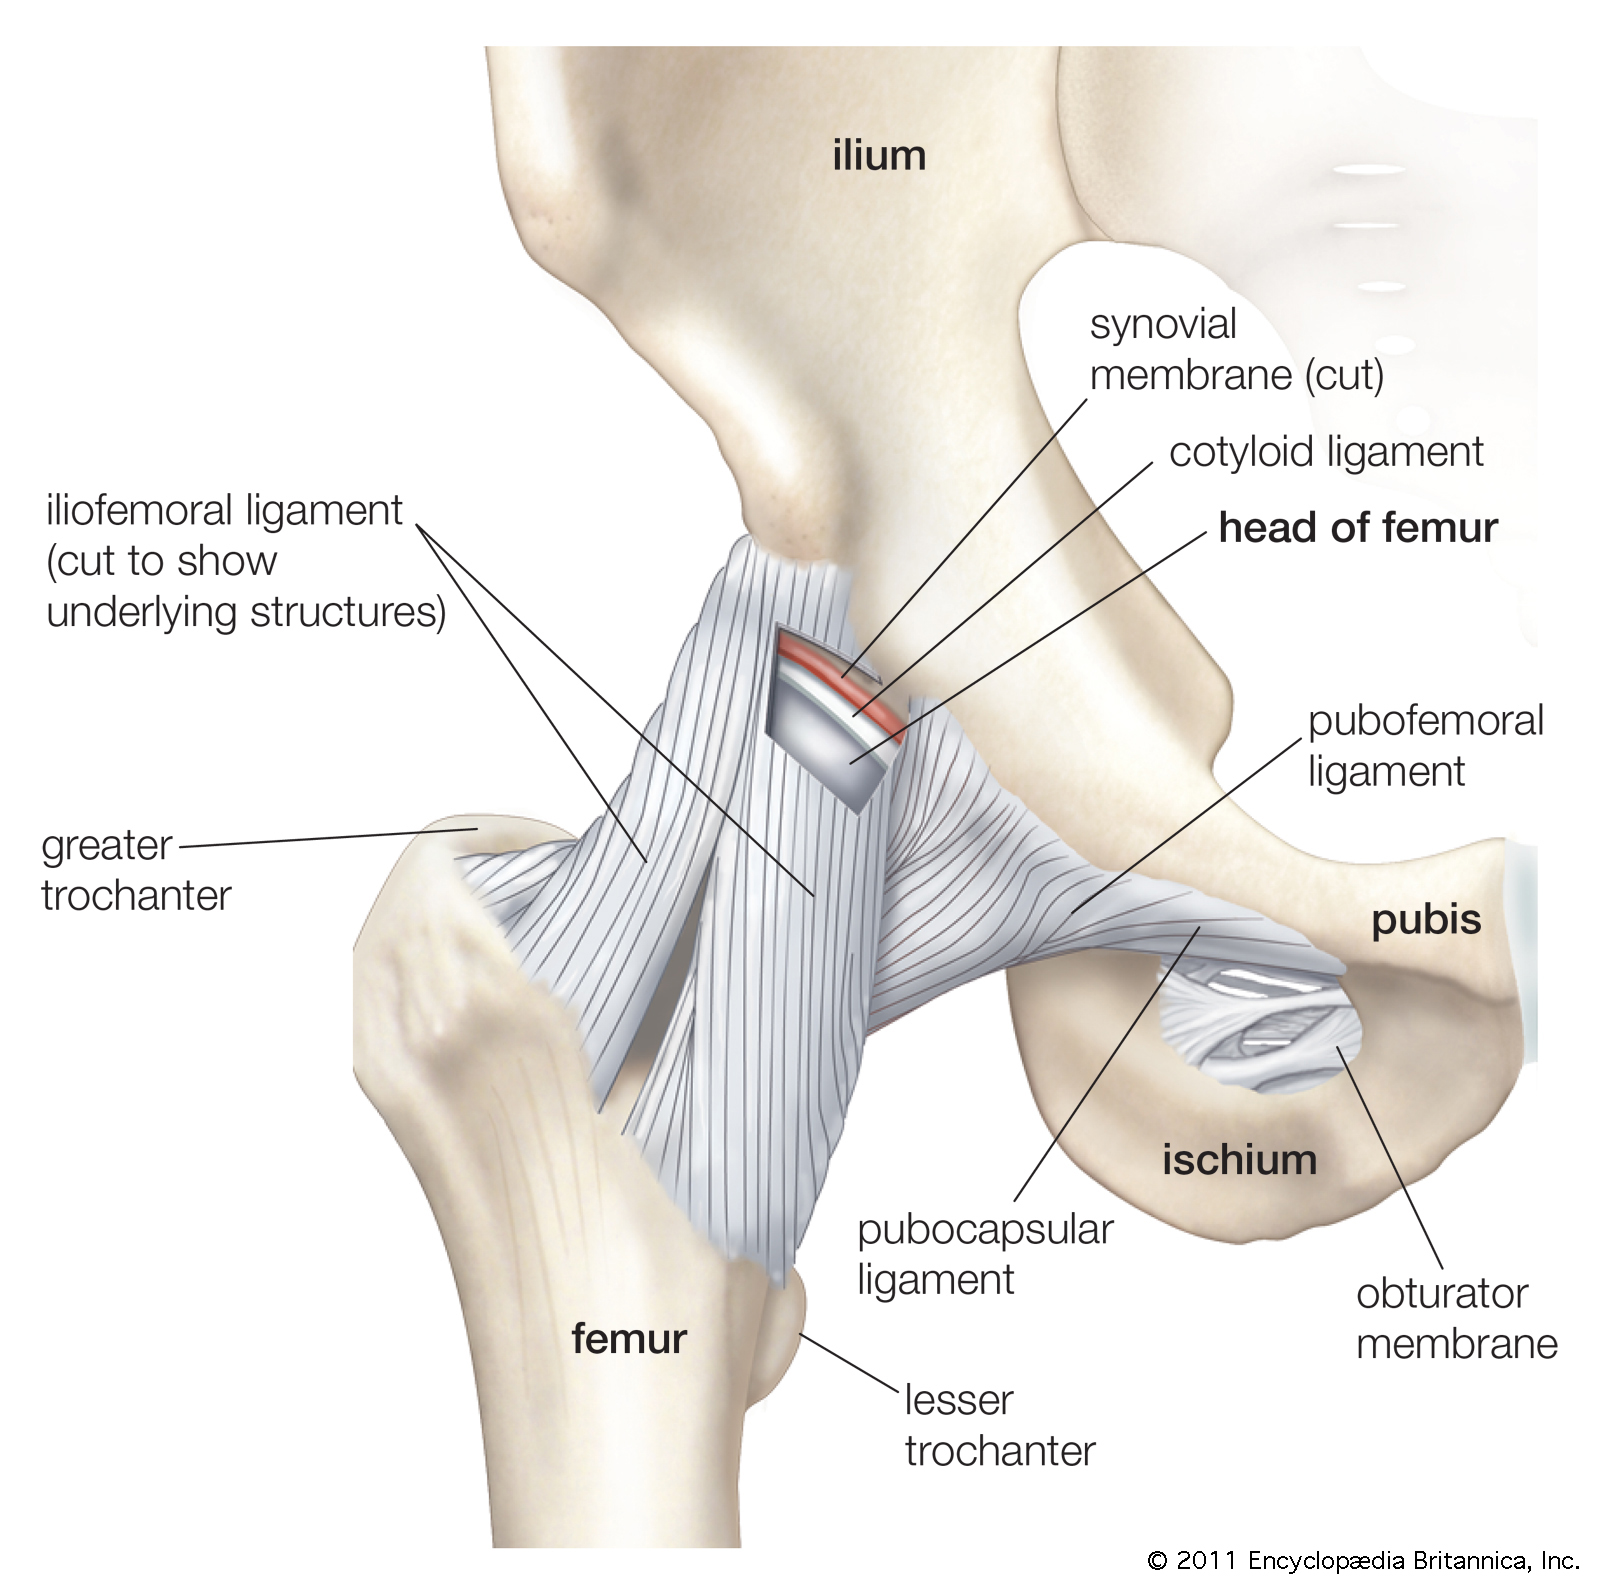 ilium
synovial
membrane (cut)
cotyloid ligament
head of femur
iliofemoral ligament
(cut to show
underlying structures)
pubofemoral
ligament
greater
trochanter
pubis
ischium
pubocapsular
ligament
obturator
membrane
femur
lesser
trochanter
© 2011 Encyclopædia Britannica, Inc.